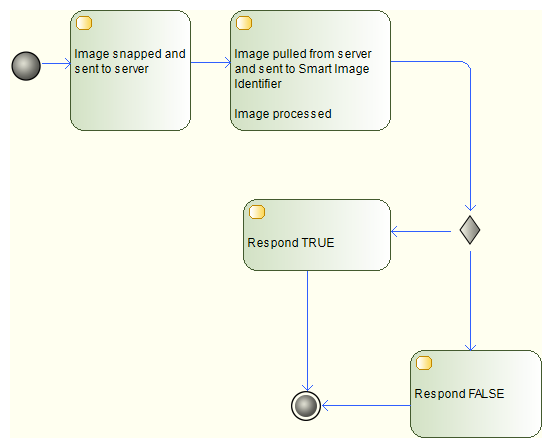 Image snapped and
sent to server
Image pulled from server
and sent to Smart Image
Identifier
Image processed
Respond TRUE
Respond FALSE